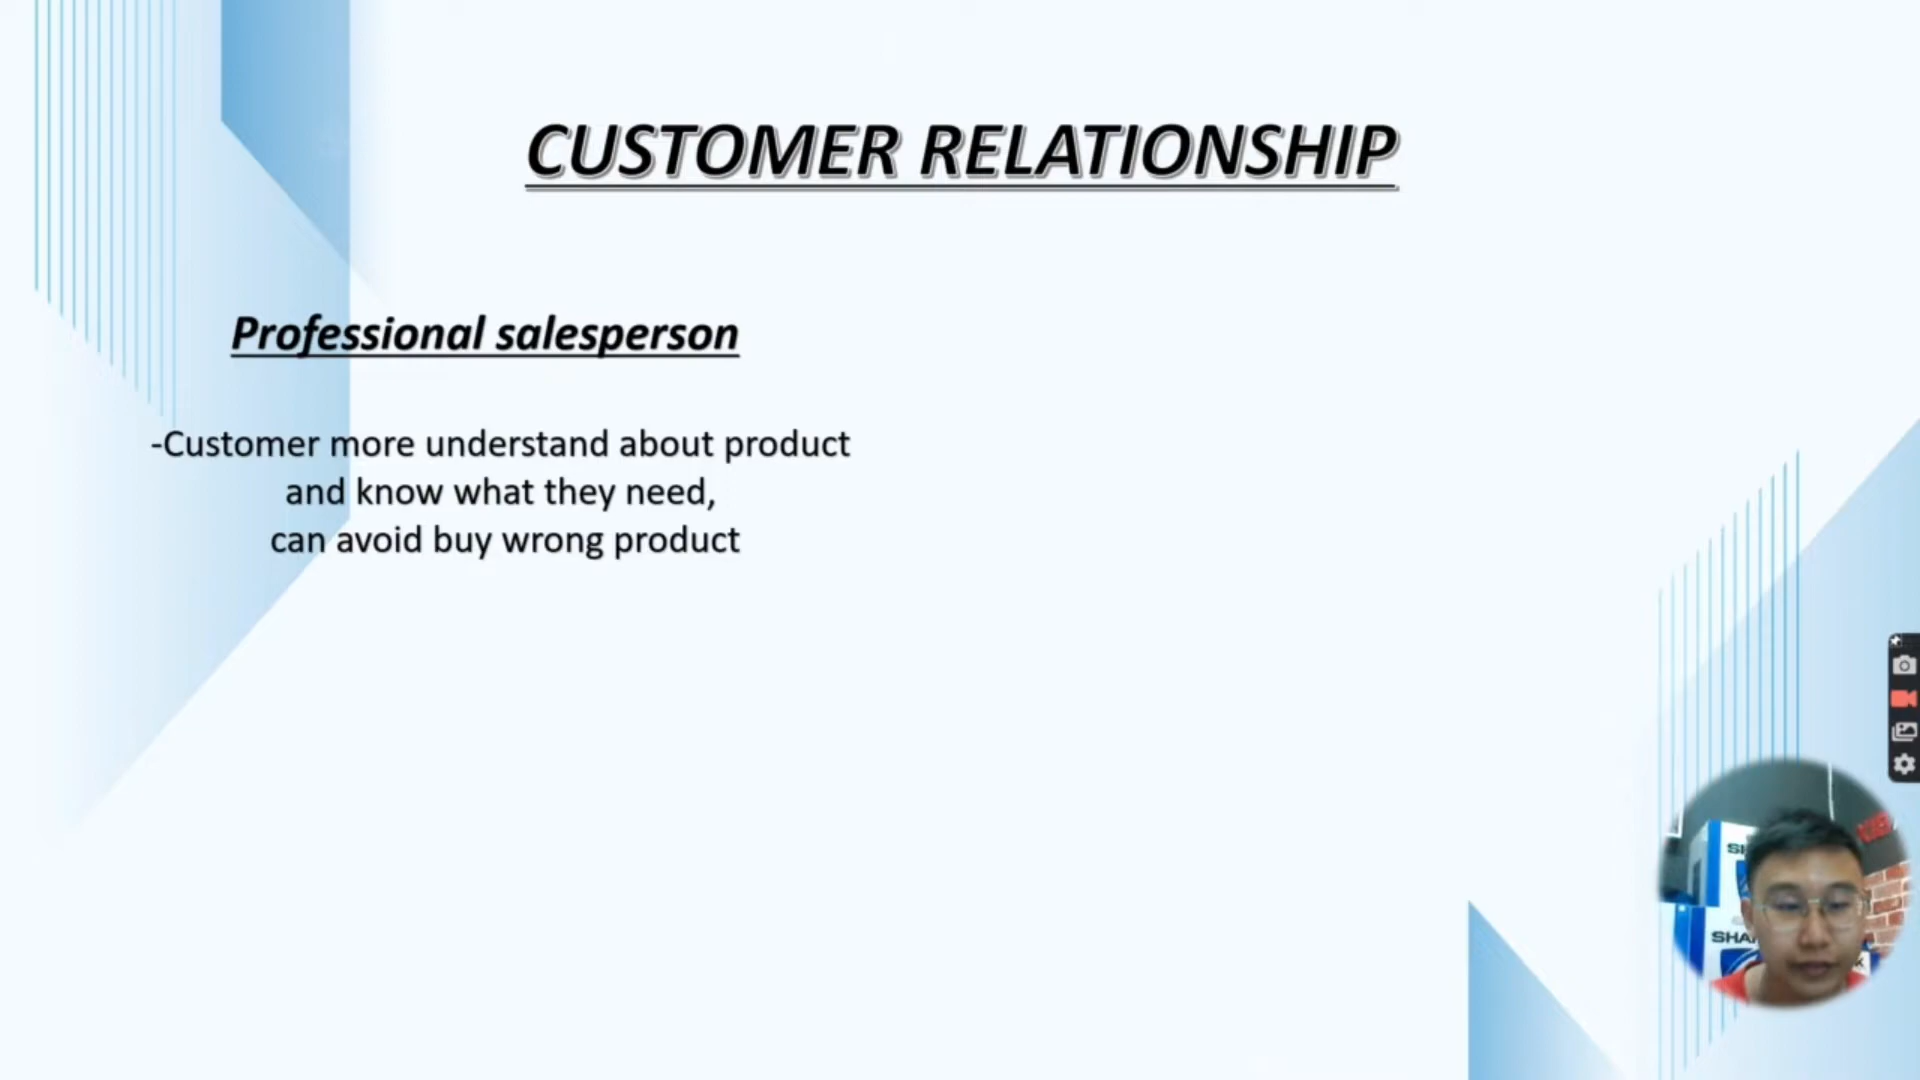 CUSTOMER RELATIONSHIP
Professional salesperson
-Customer more understand about product
and know what they need,
can avoid buy wrong product